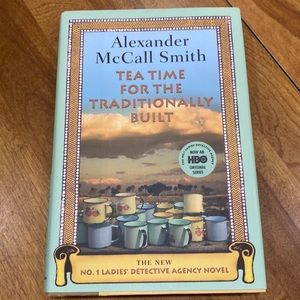 Alexander
McCall Smith
TEA TIME
FOR THE
TRADITIONALLY
BUILT
NOW AN
HBO
ORIGINAL
SERIES
THE NEW
NO. 1 LADIES' DETECTIVE AGENCY NOVEL